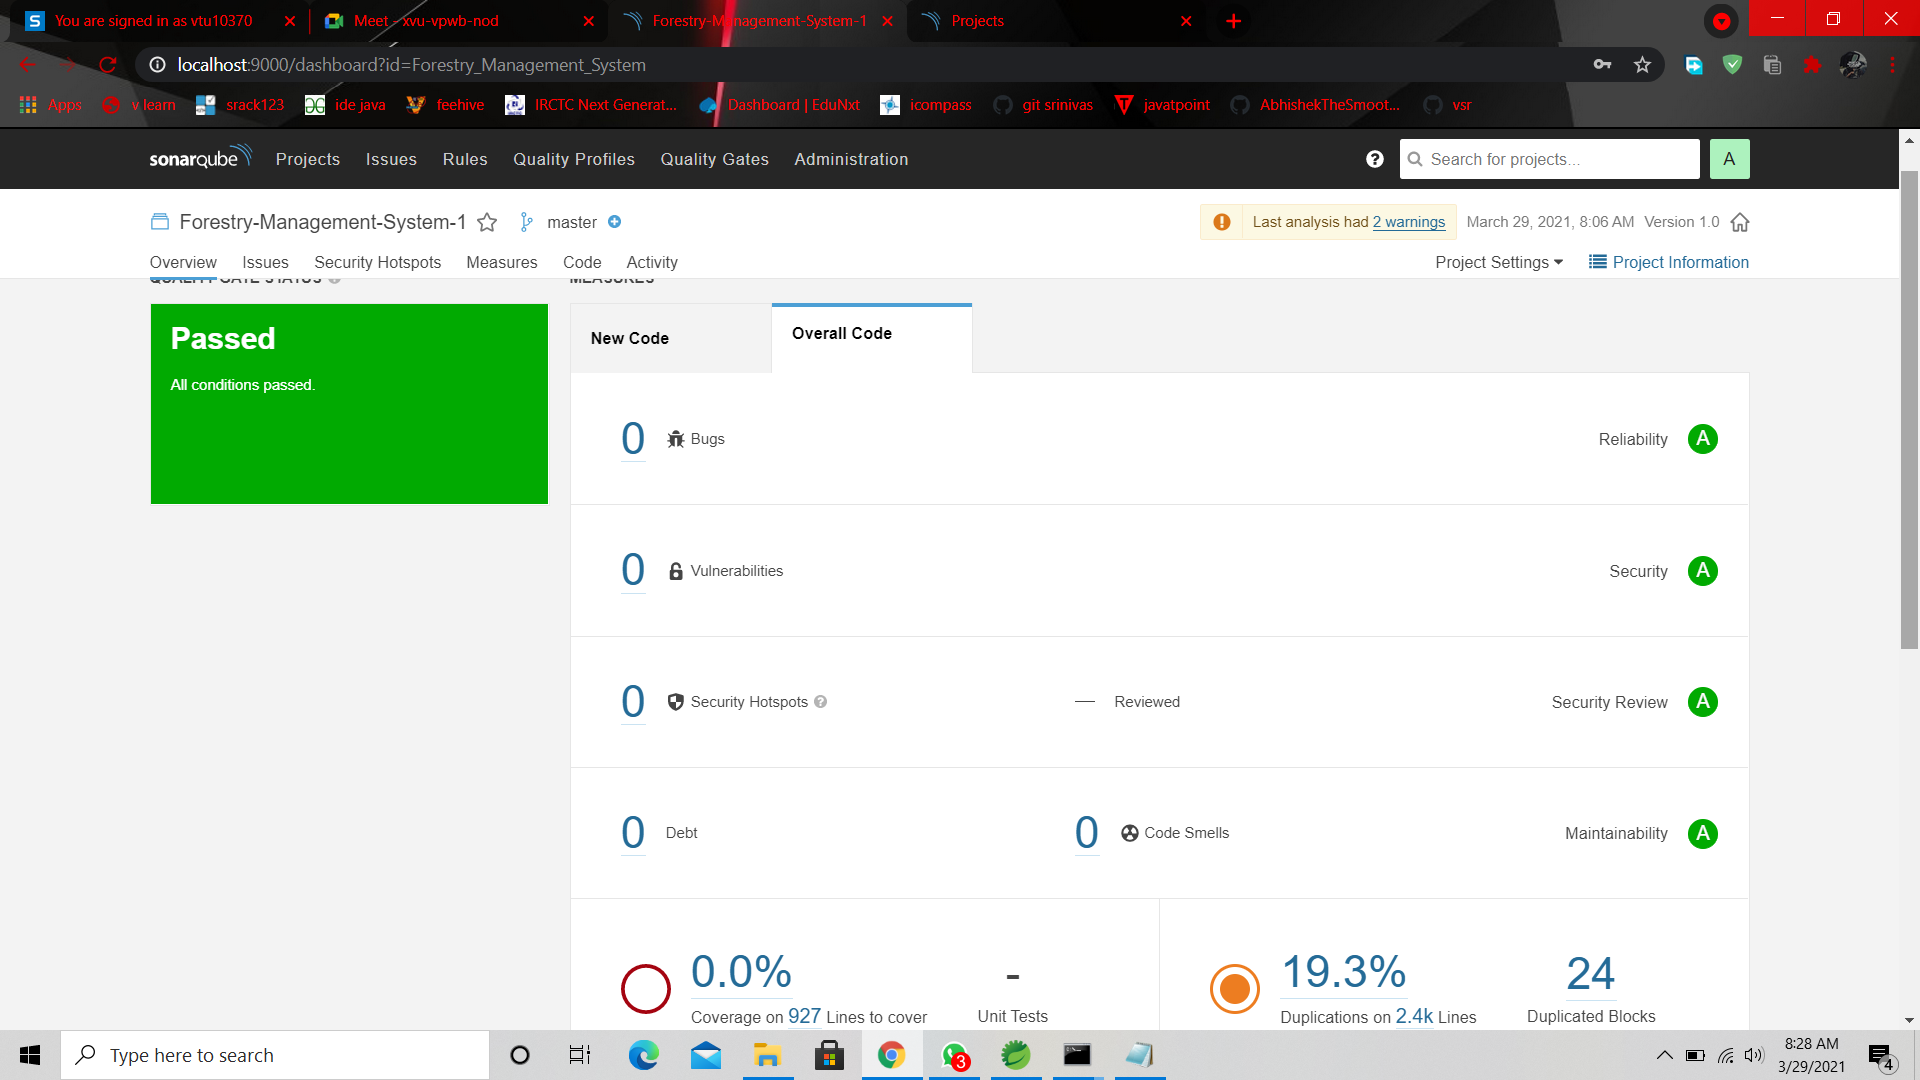 You are signed in as vtu10370
Meet - xvu-vpwb-nod
Forestry-Management-System-1
Projects
localhost:9000/dashboard?id=Forestry_Management_System
Apps
v learn
srack123
ide java
feehive
IRCTC Next Generat...
Dashboard | EduNxt
icompass
git srinivas
javatpoint
AbhishekTheSmoot...
vsr
sonarqube
Projects
Issues
Rules
Quality Profiles
Quality Gates
Administration
Search for projects...
A
Forestry-Management-System-1
master
Last analysis had 2 warnings
March 29, 2021, 8:06 AM
Version 1.0
Overview
Issues
Security Hotspots
Measures
Code
Activity
Project Settings
Project Information
QUALITY GATE STATUS
MEASURES
Passed
All conditions passed.
New Code
Overall Code
0 Bugs
Reliability A
0 Vulnerabilities
Security A
0 Security Hotspots ?
— Reviewed
Security Review A
0 Debt
0 Code Smells
Maintainability A
0.0%
Coverage on 927 Lines to cover
-
Unit Tests
19.3%
Duplications on 2.4k Lines
24
Duplicated Blocks
Type here to search
3
8:28 AM
3/29/2021
4